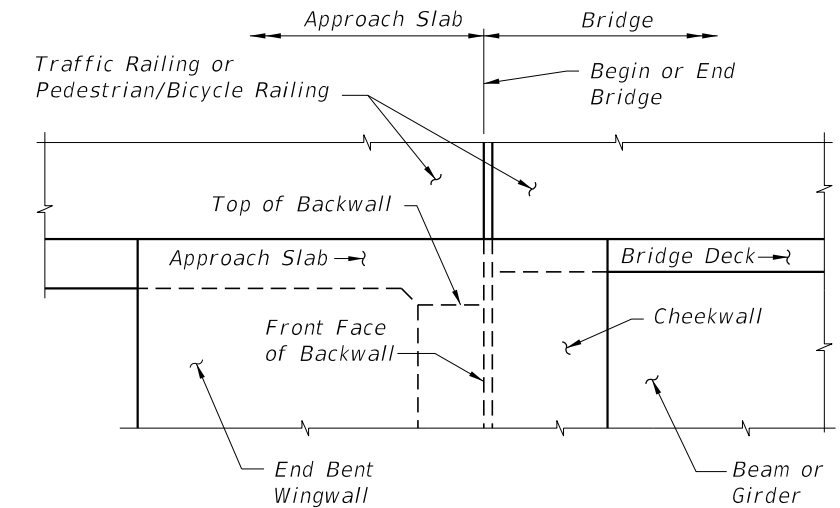 Approach Slab
Bridge
Traffic Railing or
Pedestrian/Bicycle Railing
Begin or End
Bridge
Top of Backwall
Approach Slab
Bridge Deck
Front Face
of Backwall
Cheekwall
End Bent
Wingwall
Beam or
Girder